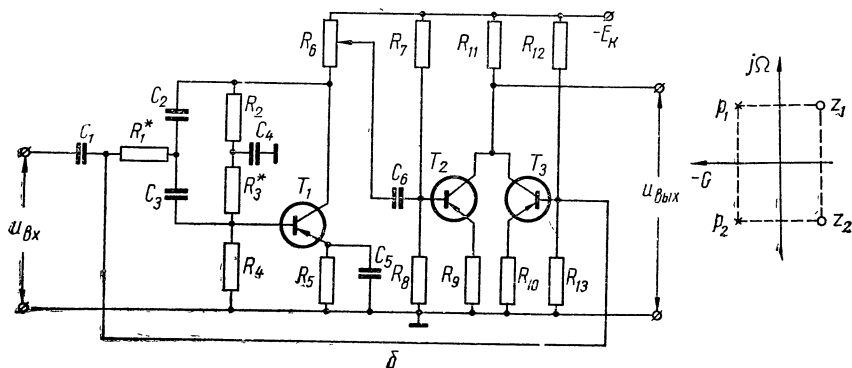 R₆
R₇
R₁₁
R₁₂
-Eₖ
jΩ
C₂
R₂
p₁
z₁
C₁
R₁*
C₄
C₃
R₃*
T₁
C₆
T₂
T₃
-G
uвх
uвых
p₂
z₂
R₄
R₅
C₅
R₈
R₉
R₁₀
R₁₃
δ